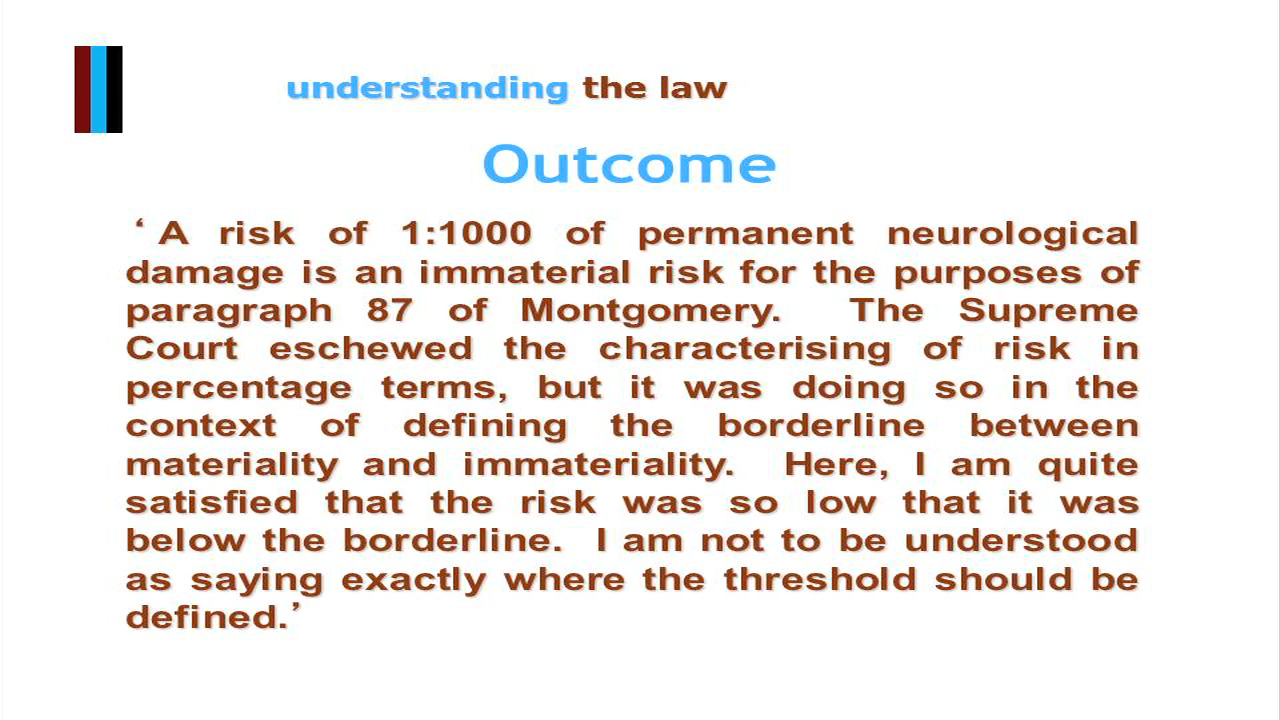 understanding the law
Outcome
‘ A risk of 1:1000 of permanent neurological
damage is an immaterial risk for the purposes of
paragraph 87 of Montgomery. The Supreme
Court eschewed the characterising of risk in
percentage terms, but it was doing so in the
context of defining the borderline between
materiality and immateriality. Here, I am quite
satisfied that the risk was so low that it was
below the borderline. I am not to be understood
as saying exactly where the threshold should be
defined.’